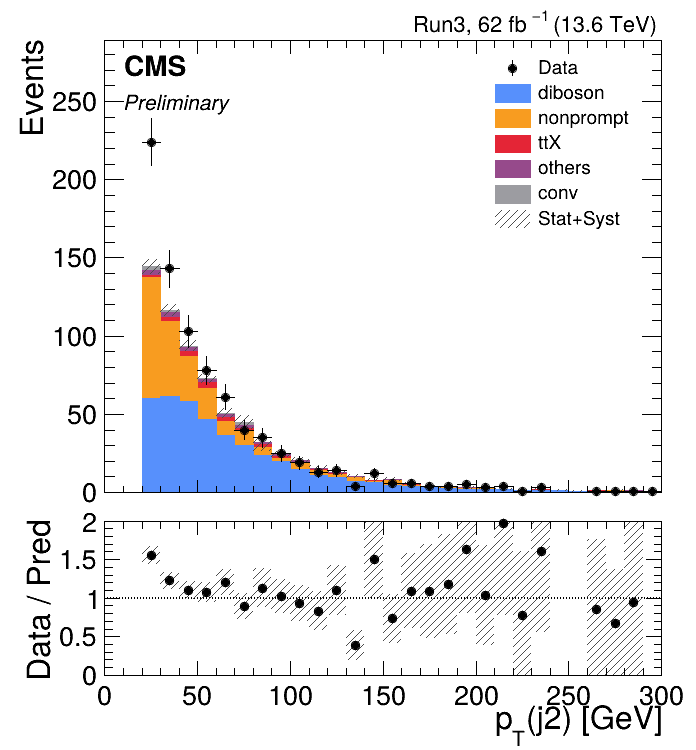 Run3, 62 fb⁻¹ (13.6 TeV)
CMS
Preliminary
Events
250
200
150
100
50
0
Data
diboson
nonprompt
ttX
others
conv
Stat+Syst
Data / Pred
2
1.5
1
0.5
0
0 50 100 150 200 250 300
p_T(j2) [GeV]